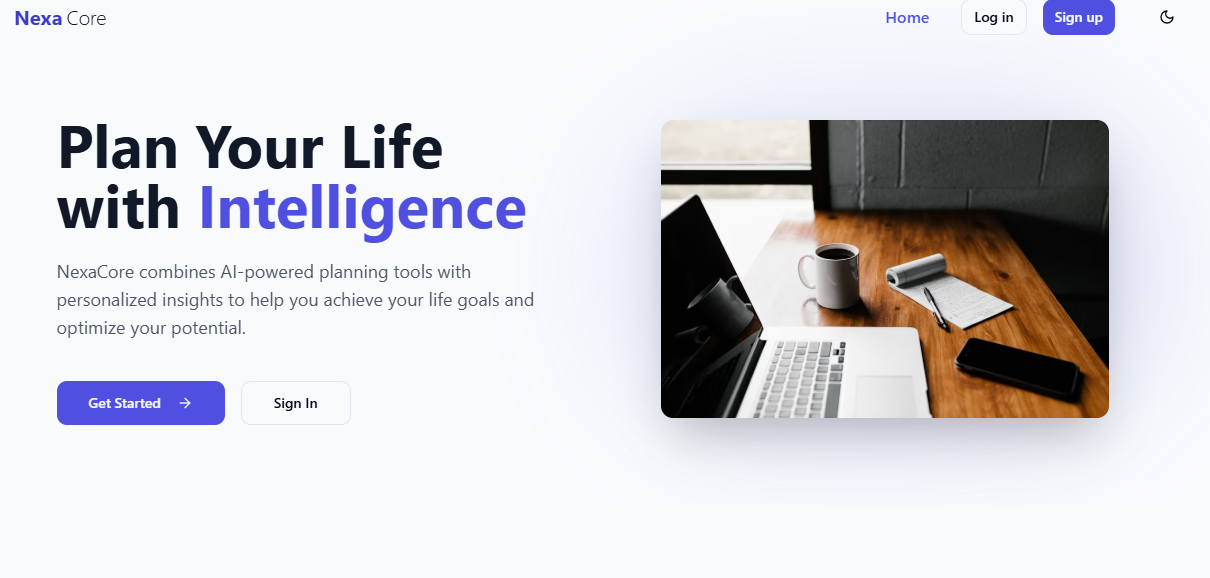 Nexa Core
Home
Log in
Sign up
Plan Your Life
with Intelligence
NexaCore combines AI-powered planning tools with
personalized insights to help you achieve your life goals and
optimize your potential.
Get Started
Sign In